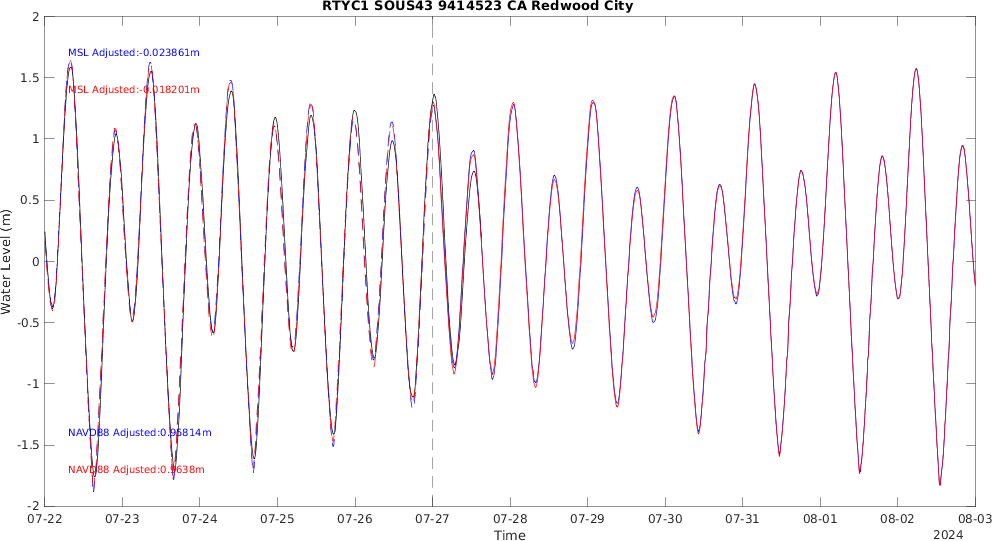 RTYC1 SOUS43 9414523 CA Redwood City
2
1.5
1
0.5
0
-0.5
-1
-1.5
-2
Water Level (m)
MSL Adjusted:-0.023861m
MSL Adjusted:-0.018201m
NAVD88 Adjusted:0.95814m
NAVD88 Adjusted:0.9638m
07-22 07-23 07-24 07-25 07-26 07-27 07-28 07-29 07-30 07-31 08-01 08-02 08-03
Time
2024